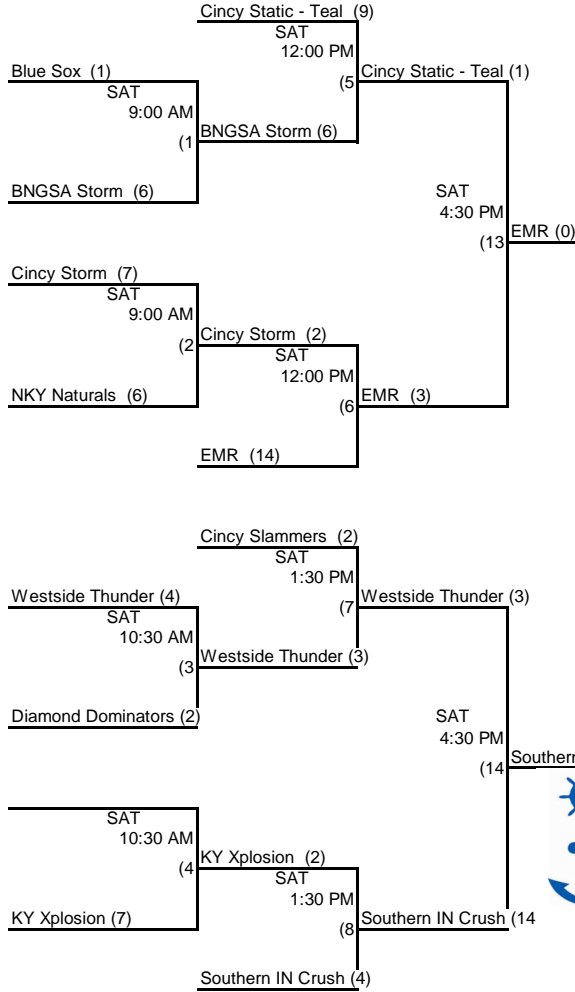 Cincy Static - Teal (9)
SAT
12:00 PM
Blue Sox (1)
(5 Cincy Static - Teal (1)
SAT
9:00 AM
(1 BNGSA Storm (6)
BNGSA Storm (6)
SAT
4:30 PM
(13 EMR (0)
Cincy Storm (7)
SAT
9:00 AM
(2 Cincy Storm (2)
SAT
12:00 PM
NKY Naturals (6)
(6 EMR (3)
EMR (14)
Cincy Slammers (2)
SAT
1:30 PM
Westside Thunder (4)
(7 Westside Thunder (3)
SAT
10:30 AM
(3 Westside Thunder (3)
Diamond Dominators (2)
SAT
4:30 PM
(14 Southern
SAT
10:30 AM
(4 KY Xplosion (2)
SAT
1:30 PM
KY Xplosion (7)
(8 Southern IN Crush (14
Southern IN Crush (4)